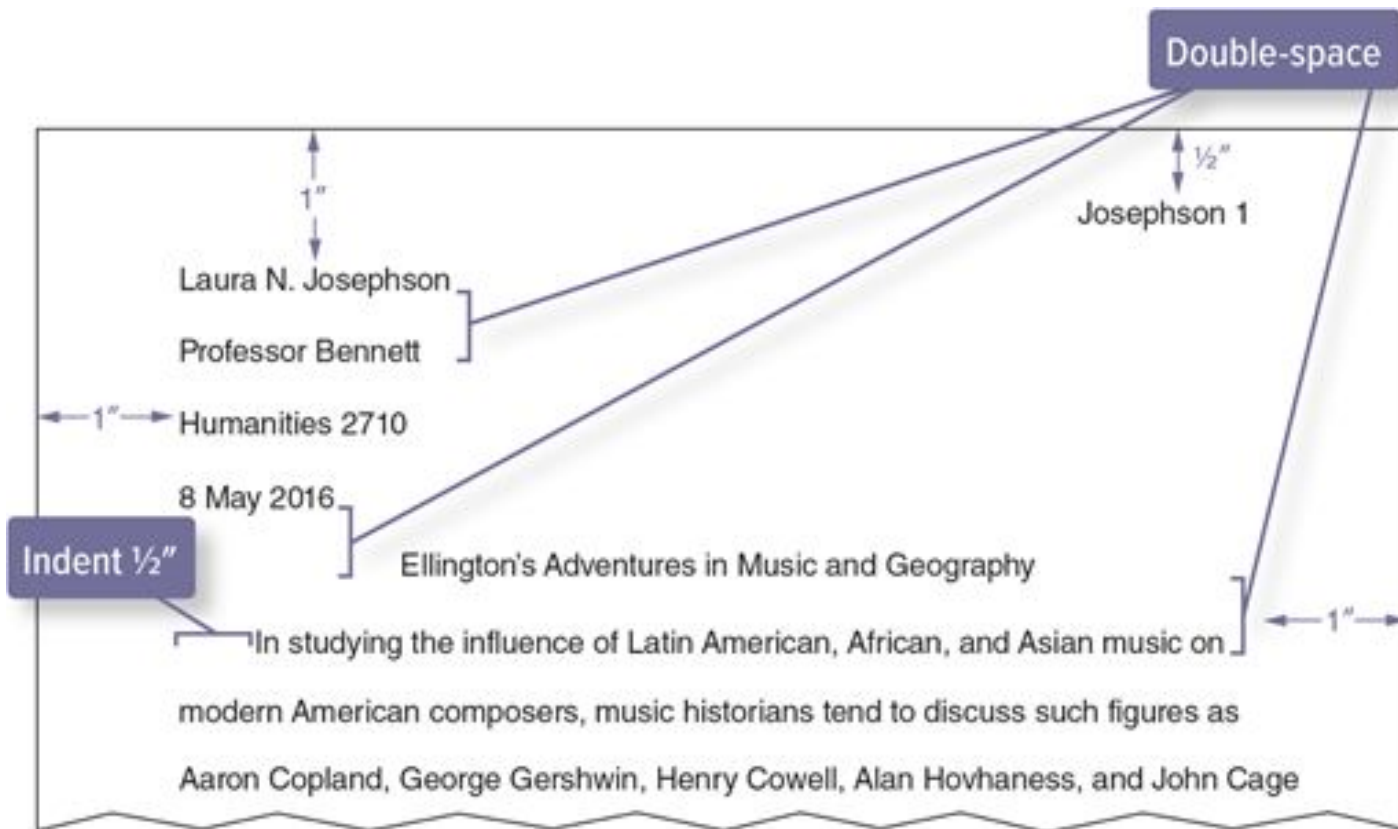 Double-space
1″
½″
Josephson 1
Laura N. Josephson
Professor Bennett
1″
Humanities 2710
8 May 2016
Indent ½″
Ellington's Adventures in Music and Geography
In studying the influence of Latin American, African, and Asian music on
1″
modern American composers, music historians tend to discuss such figures as
Aaron Copland, George Gershwin, Henry Cowell, Alan Hovhaness, and John Cage